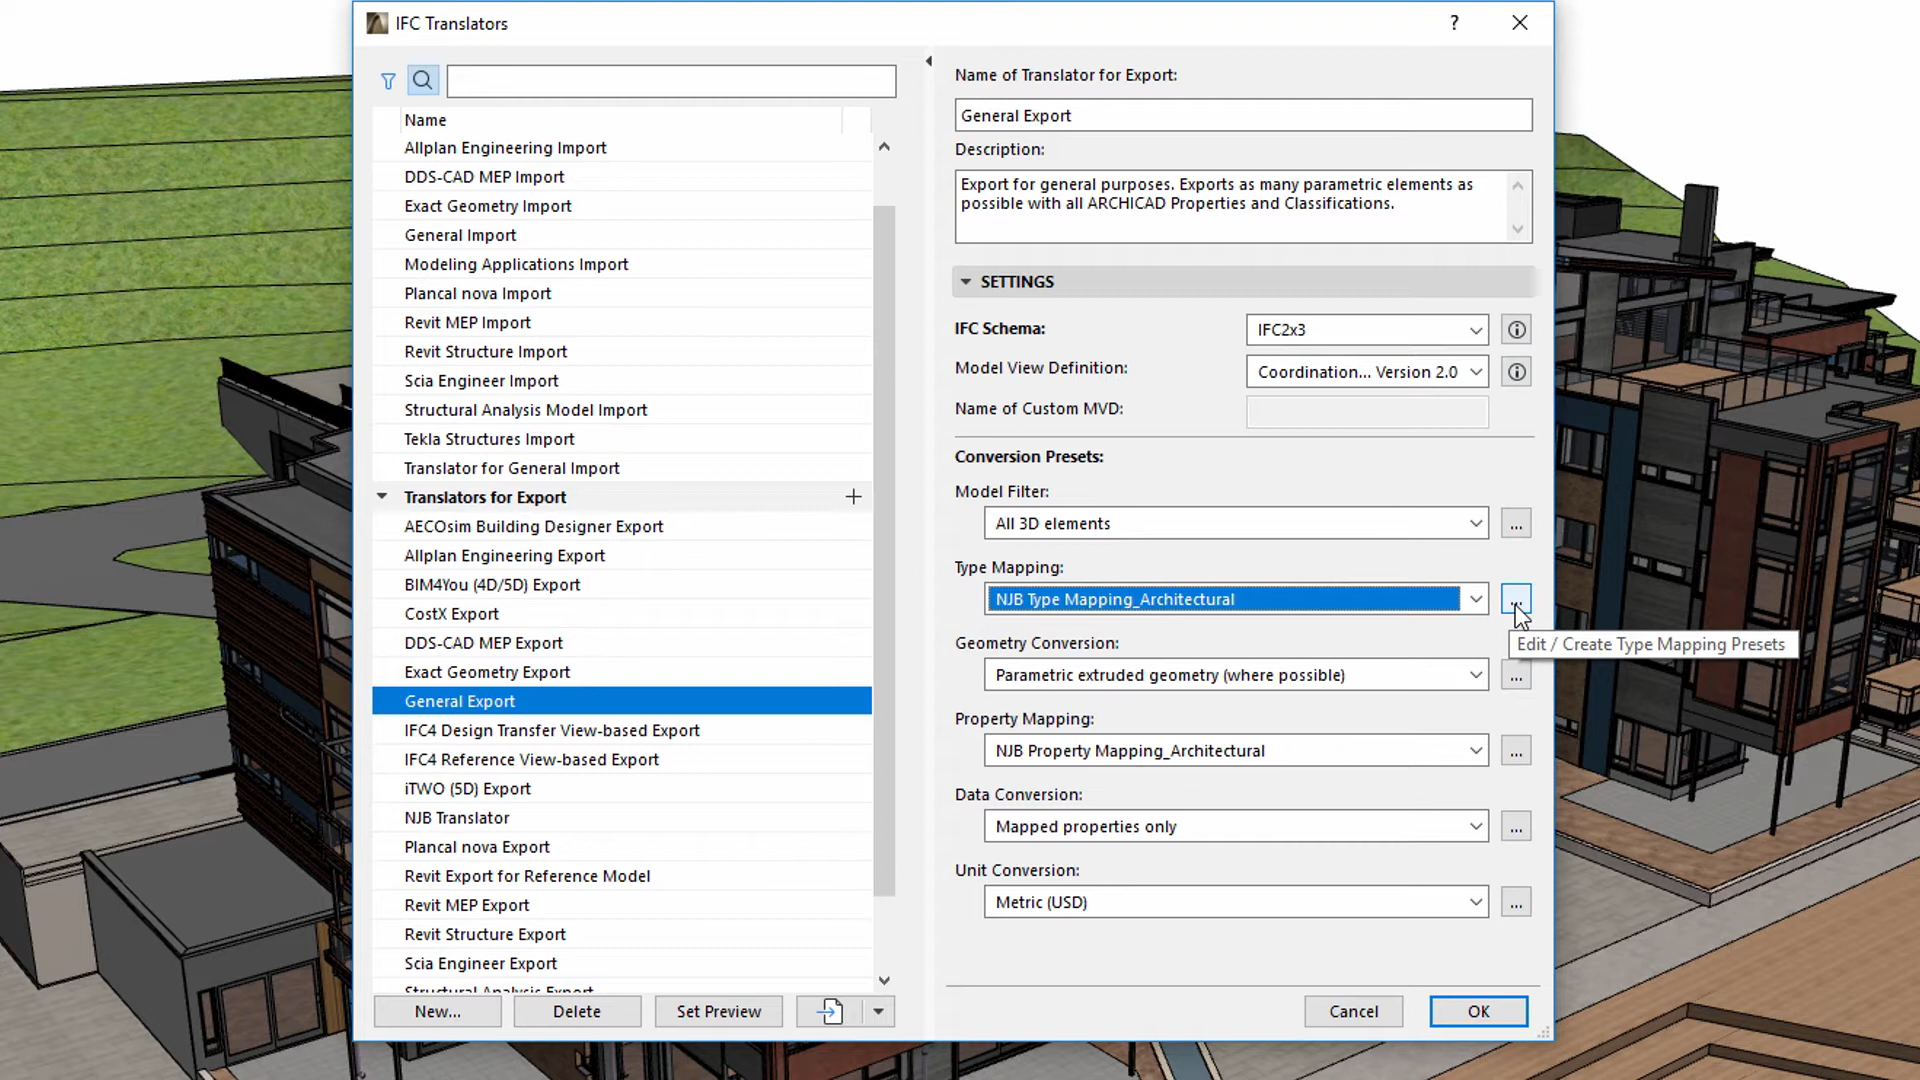 IFC Translators
?
Name
Allplan Engineering Import
DDS-CAD MEP Import
Exact Geometry Import
General Import
Modeling Applications Import
Plancal nova Import
Revit MEP Import
Revit Structure Import
Scia Engineer Import
Structural Analysis Model Import
Tekla Structures Import
Translator for General Import
Translators for Export
AECOsim Building Designer Export
Allplan Engineering Export
BIM4You (4D/5D) Export
CostX Export
DDS-CAD MEP Export
Exact Geometry Export
General Export
IFC4 Design Transfer View-based Export
IFC4 Reference View-based Export
iTWO (5D) Export
NJB Translator
Plancal nova Export
Revit Export for Reference Model
Revit MEP Export
Revit Structure Export
Scia Engineer Export
Structural Analysis Export
New...
Delete
Set Preview
Name of Translator for Export:
General Export
Description:
Export for general purposes. Exports as many parametric elements as
possible with all ARCHICAD Properties and Classifications.
SETTINGS
IFC Schema:
IFC2x3
Model View Definition:
Coordination... Version 2.0
Name of Custom MVD:
Conversion Presets:
Model Filter:
All 3D elements
...
Type Mapping:
NJB Type Mapping_Architectural
...
Edit / Create Type Mapping Presets
Geometry Conversion:
Parametric extruded geometry (where possible)
...
Property Mapping:
NJB Property Mapping_Architectural
...
Data Conversion:
Mapped properties only
...
Unit Conversion:
Metric (USD)
...
Cancel
OK